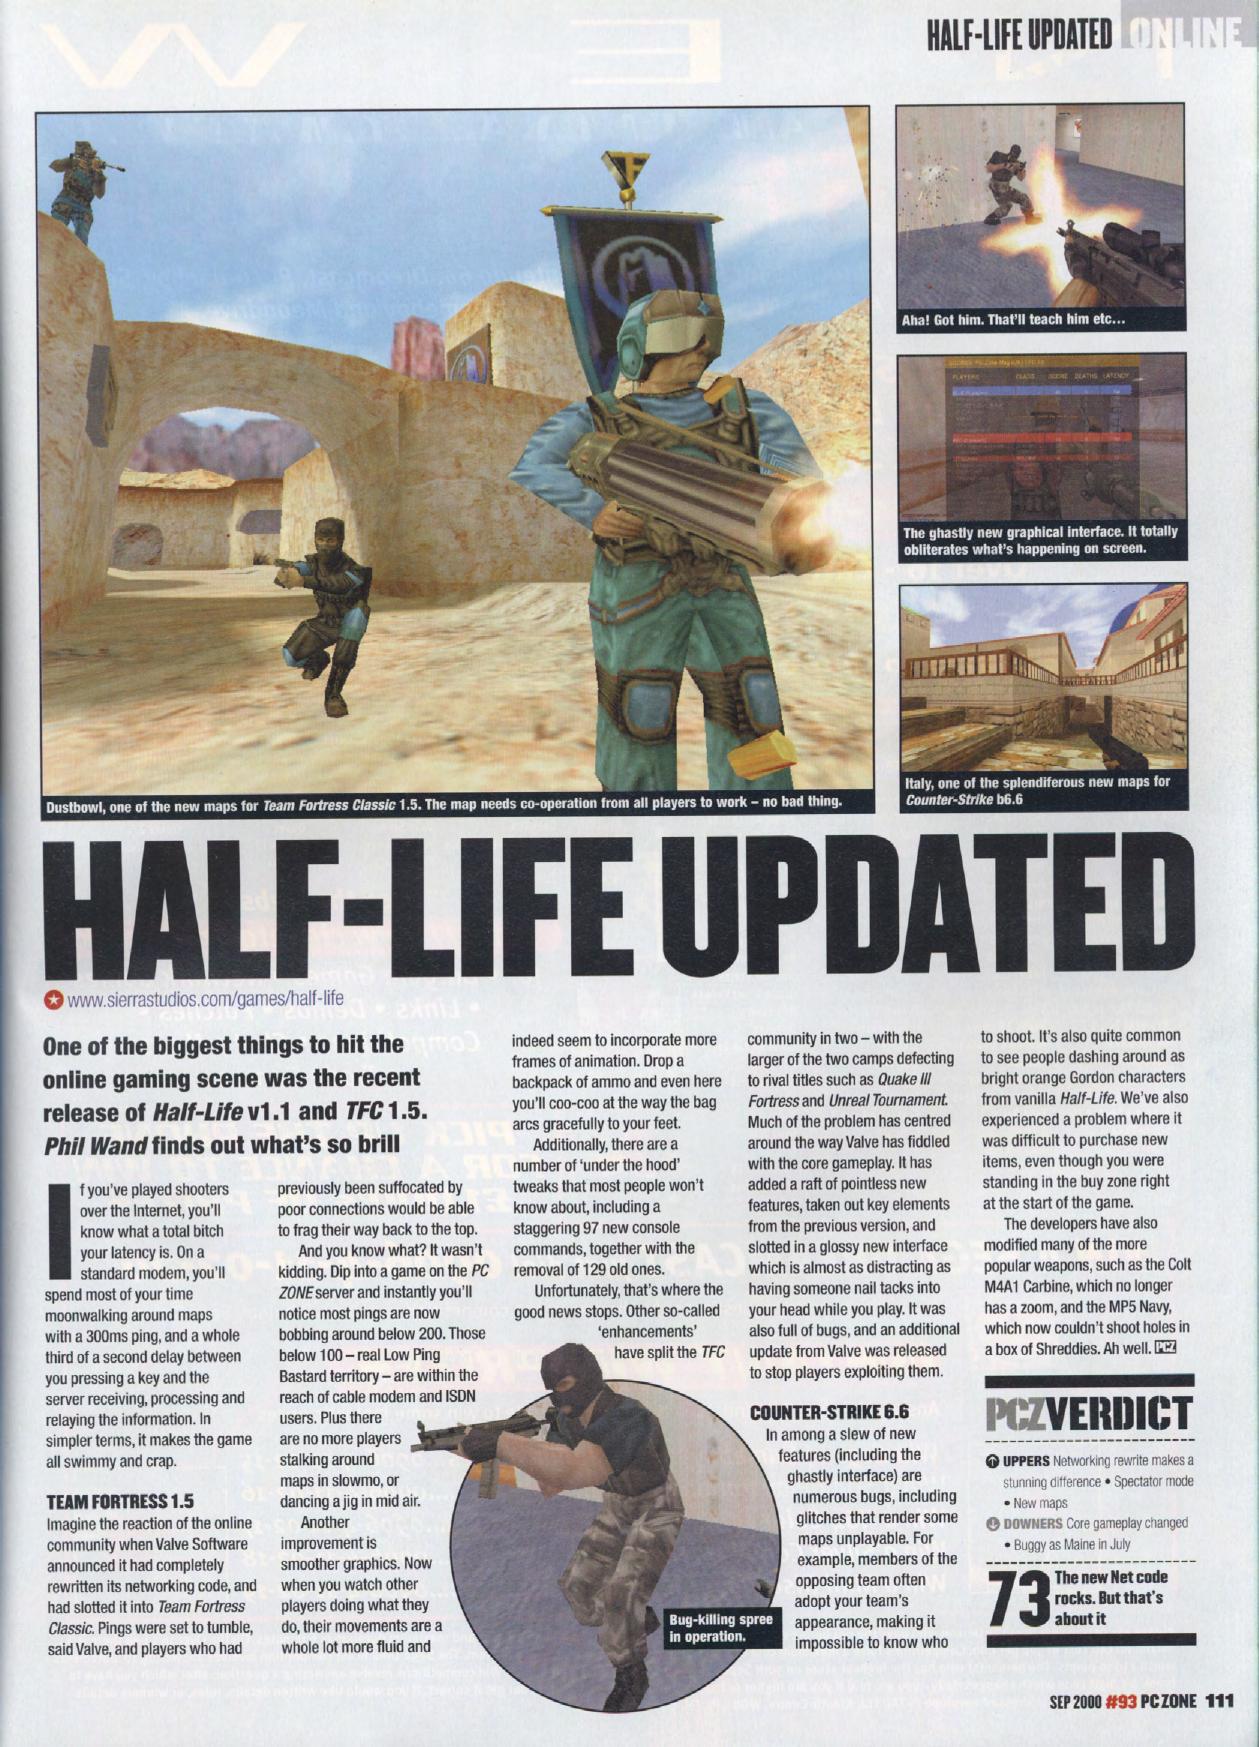 HALF-LIFE UPDATED ONLINE
Aha! Got him. That'll teach him etc...
PLAYERS SCORE DEATHS LATENCY
The ghastly new graphical interface. It totally
obliterates what's happening on screen.
Italy, one of the splendiferous new maps for
Counter-Strike b6.6
Dustbowl, one of the new maps for Team Fortress Classic 1.5. The map needs co-operation from all players to work – no bad thing.
HALF-LIFE UPDATED
www.sierrastudios.com/games/half-life
One of the biggest things to hit the
online gaming scene was the recent
release of Half-Life v1.1 and TFC 1.5.
Phil Wand finds out what's so brill
If you've played shooters
over the Internet, you'll
know what a total bitch
your latency is. On a
standard modem, you'll
spend most of your time
moonwalking around maps
with a 300ms ping, and a whole
third of a second delay between
you pressing a key and the
server receiving, processing and
relaying the information. In
simpler terms, it makes the game
all swimmy and crap.
TEAM FORTRESS 1.5
Imagine the reaction of the online
community when Valve Software
announced it had completely
rewritten its networking code, and
had slotted it into Team Fortress
Classic. Pings were set to tumble,
said Valve, and players who had
previously been suffocated by
poor connections would be able
to frag their way back to the top.
And you know what? It wasn't
kidding. Dip into a game on the PC
ZONE server and instantly you'll
notice most pings are now
bobbing around below 200. Those
below 100 – real Low Ping
Bastard territory – are within the
reach of cable modem and ISDN
users. Plus there
are no more players
stalking around
maps in slowmo, or
dancing a jig in mid air.
Another
improvement is
smoother graphics. Now
when you watch other
players doing what they
do, their movements are a
whole lot more fluid and
indeed seem to incorporate more
frames of animation. Drop a
backpack of ammo and even here
you'll coo-coo at the way the bag
arcs gracefully to your feet.
Additionally, there are a
number of 'under the hood'
tweaks that most people won't
know about, including a
staggering 97 new console
commands, together with the
removal of 129 old ones.
Unfortunately, that's where the
good news stops. Other so-called
'enhancements'
have split the TFC
Bug-killing spree
in operation.
community in two – with the
larger of the two camps defecting
to rival titles such as Quake III
Fortress and Unreal Tournament.
Much of the problem has centred
around the way Valve has fiddled
with the core gameplay. It has
added a raft of pointless new
features, taken out key elements
from the previous version, and
slotted in a glossy new interface
which is almost as distracting as
having someone nail tacks into
your head while you play. It was
also full of bugs, and an additional
update from Valve was released
to stop players exploiting them.
COUNTER-STRIKE 6.6
In among a slew of new
features (including the
ghastly interface) are
numerous bugs, including
glitches that render some
maps unplayable. For
example, members of the
opposing team often
adopt your team's
appearance, making it
impossible to know who
to shoot. It's also quite common
to see people dashing around as
bright orange Gordon characters
from vanilla Half-Life. We've also
experienced a problem where it
was difficult to purchase new
items, even though you were
standing in the buy zone right
at the start of the game.
The developers have also
modified many of the more
popular weapons, such as the Colt
M4A1 Carbine, which no longer
has a zoom, and the MP5 Navy,
which now couldn't shoot holes in
a box of Shreddies. Ah well. PCZ
PCZVERDICT
UPPERS Networking rewrite makes a
stunning difference • Spectator mode
• New maps
DOWNERS Core gameplay changed
• Buggy as Maine in July
73 The new Net code
rocks. But that's
about it
SEP 2000 #93 PC ZONE 111